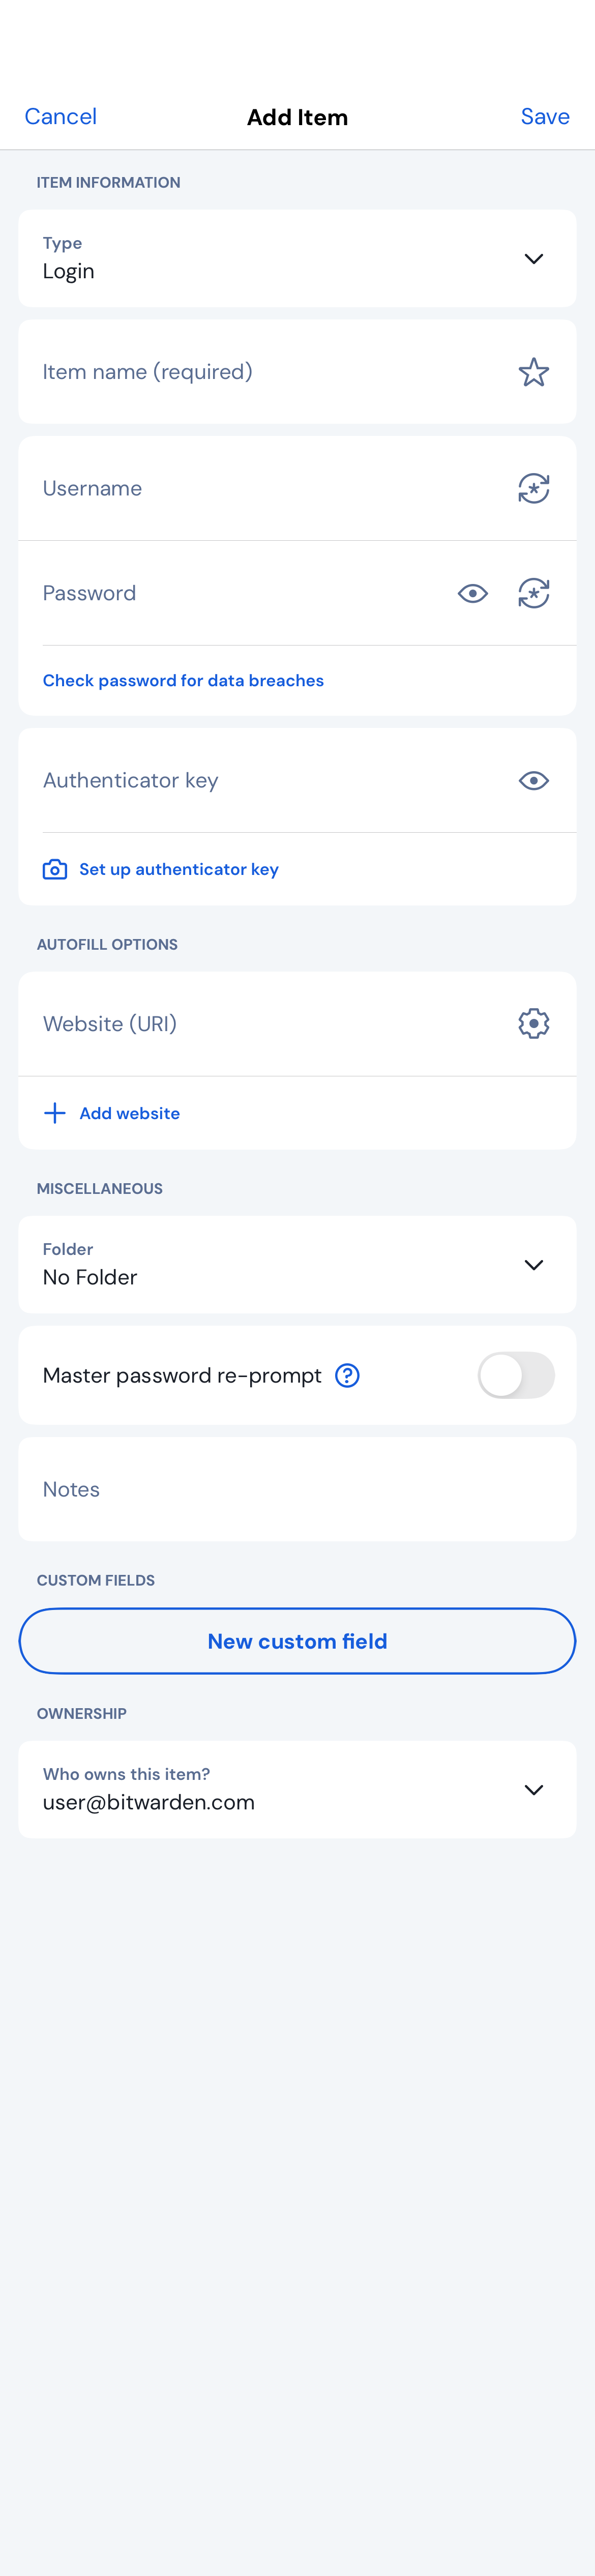 Cancel
Add Item
Save
ITEM INFORMATION
Type
Login
Item name (required)
Username
Password
Check password for data breaches
Authenticator key
Set up authenticator key
AUTOFILL OPTIONS
Website (URI)
Add website
MISCELLANEOUS
Folder
No Folder
Master password re-prompt
Notes
CUSTOM FIELDS
New custom field
OWNERSHIP
Who owns this item?
user@bitwarden.com